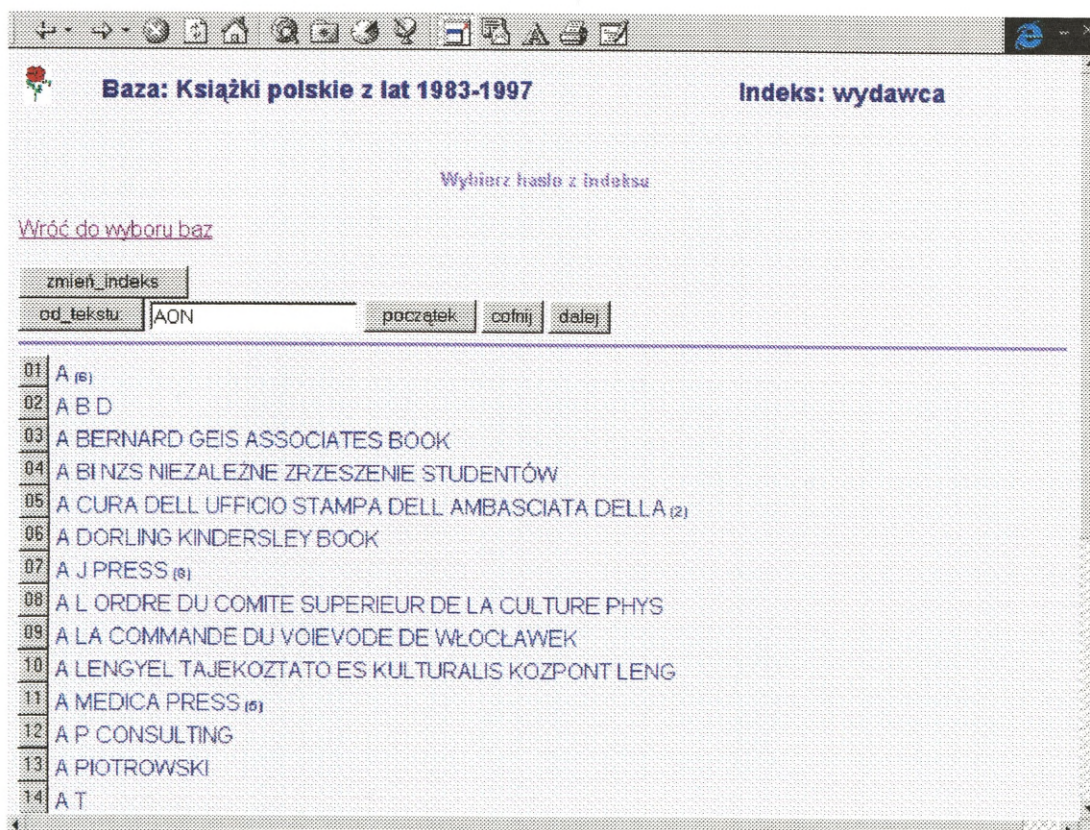 Baza: Książki polskie z lat 1983-1997 Indeks: wydawca
Wybierz hasło z indeksu
Wróć do wyboru baz
zmień_indeks
od_tekstu: AON początek cofnij dalej
01 A (6)
02 A B D
03 A BERNARD GEIS ASSOCIATES BOOK
04 A BI NZS NIEZALEŻNE ZRZESZENIE STUDENTÓW
05 A CURA DELL UFFICIO STAMPA DELL AMBASCIATA DELLA (2)
06 A DORLING KINDERSLEY BOOK
07 A J PRESS
08 A L ORDRE DU COMITE SUPERIEUR DE LA CULTURE PHYS
09 A LA COMMANDE DU VOIEVODE DE WŁOCŁAWEK
10 A LENGYEL TAJEKOZTATO ES KULTURALIS KOZPONT LENG
11 A MEDICA PRESS (5)
12 A P CONSULTING
13 A PIOTROWSKI
14 A T